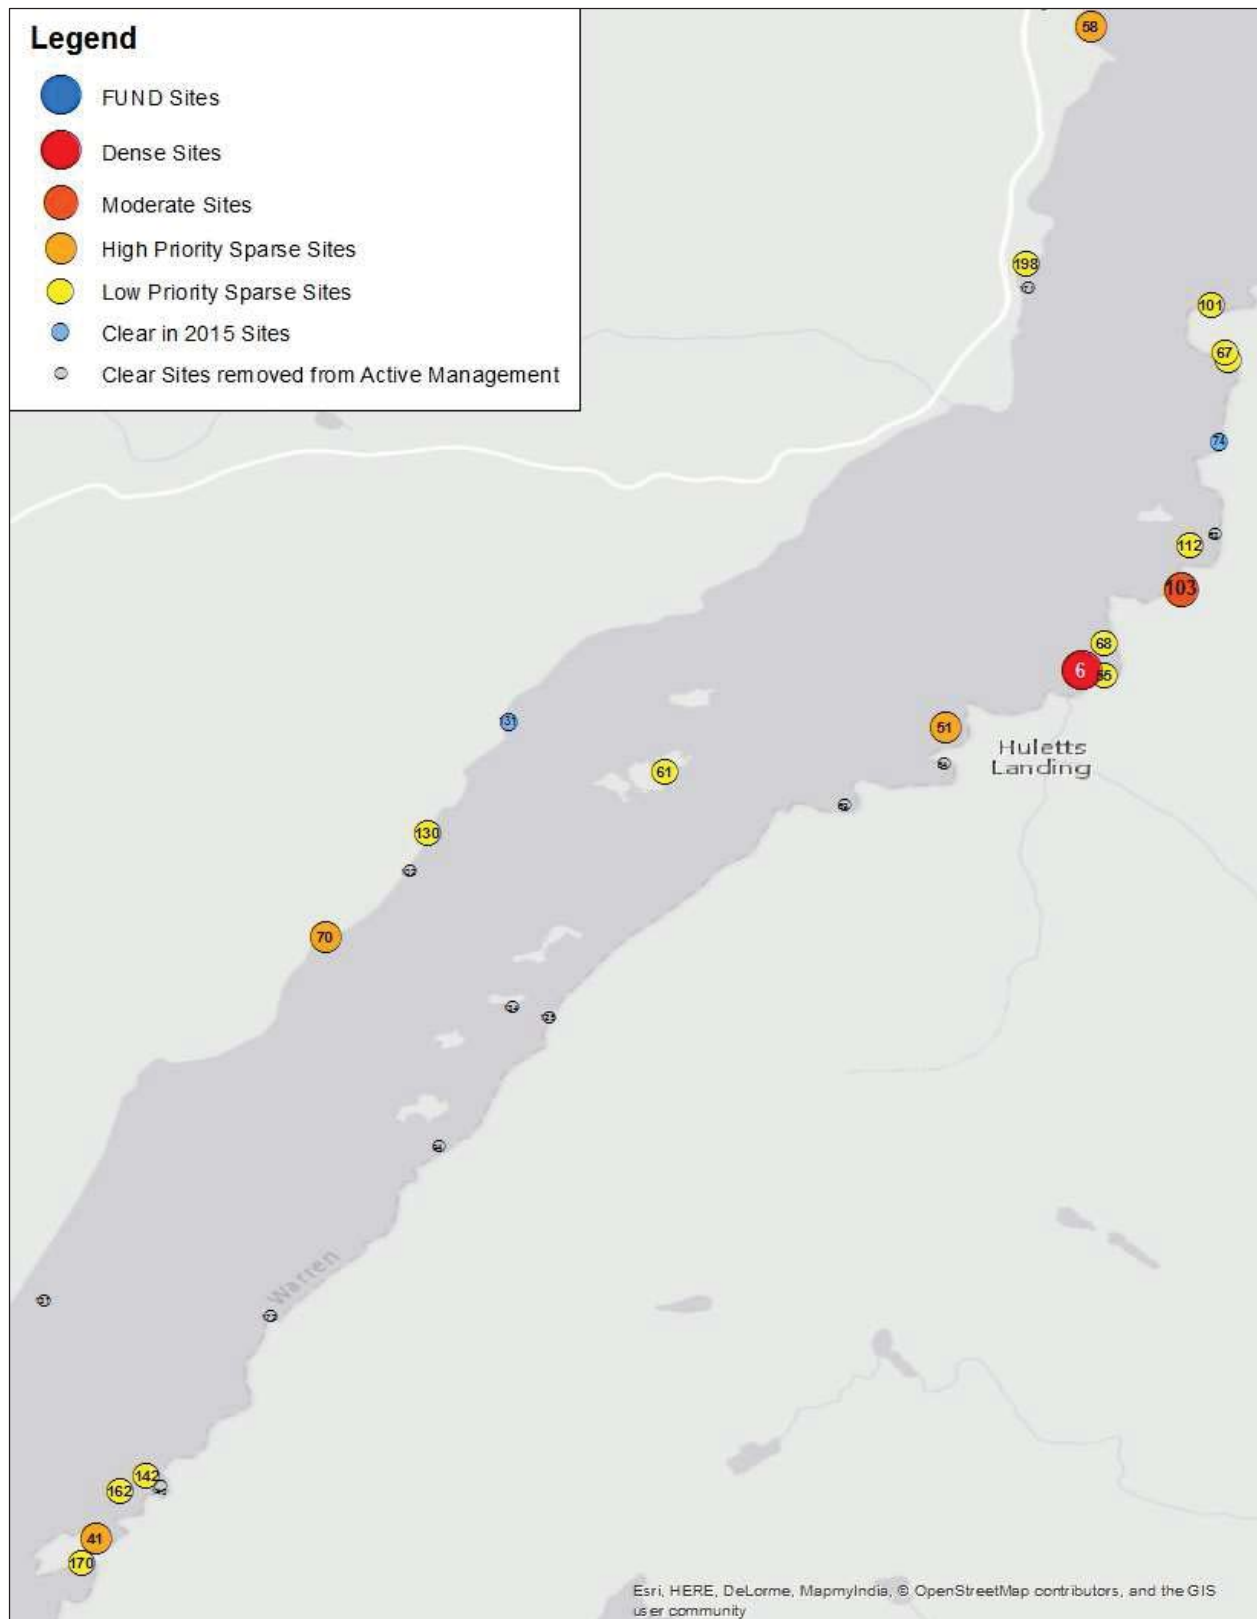 Legend
FUND Sites
Dense Sites
Moderate Sites
High Priority Sparse Sites
Low Priority Sparse Sites
Clear in 2015 Sites
Clear Sites removed from Active Management
58
198
101
67
74
112
103
68
6
55
51
Huletts
Landing
131
61
130
70
Warren
142
162
41
170
Esri, HERE, DeLorme, MapmyIndia, © OpenStreetMap contributors, and the GIS
user community